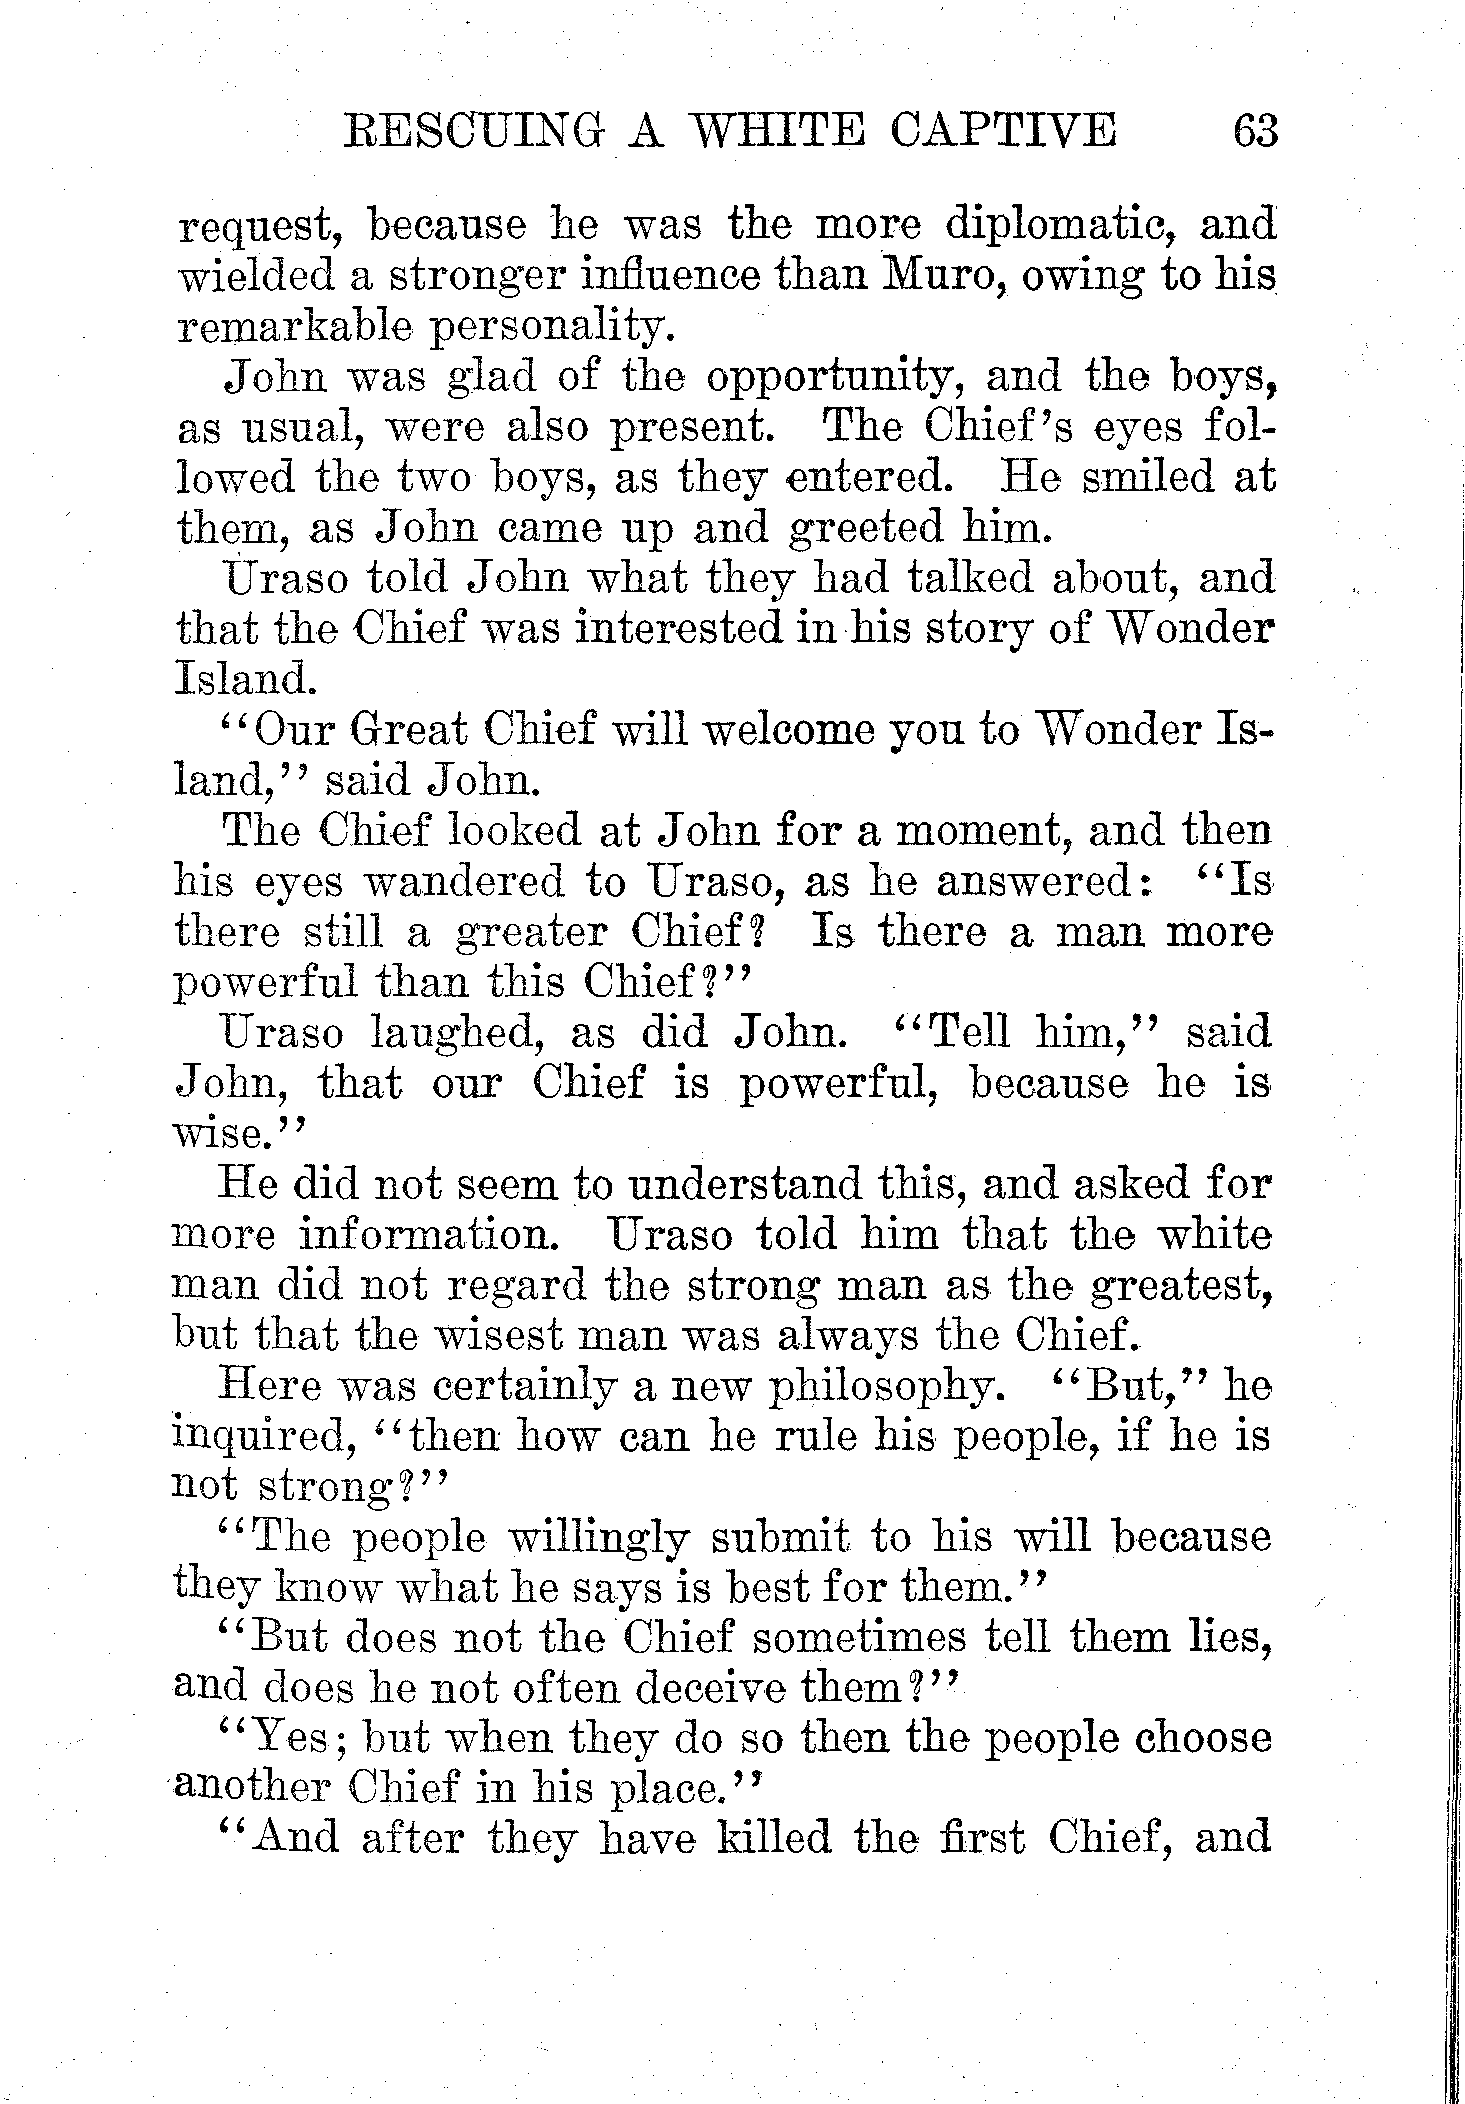 RESCUING A WHITE CAPTIVE 63
request, because he was the more diplomatic, and
wielded a stronger influence than Muro, owing to his
remarkable personality.
John was glad of the opportunity, and the boys,
as usual, were also present. The Chief's eyes fol-
lowed the two boys, as they entered. He smiled at
them, as John came up and greeted him.
Uraso told John what they had talked about, and
that the Chief was interested in his story of Wonder
Island.
"Our Great Chief will welcome you to Wonder Is-
land," said John.
The Chief looked at John for a moment, and then
his eyes wandered to Uraso, as he answered: "Is
there still a greater Chief? Is there a man more
powerful than this Chief?"
Uraso laughed, as did John. "Tell him," said
John, that our Chief is powerful, because he is
wise."
He did not seem to understand this, and asked for
more information. Uraso told him that the white
man did not regard the strong man as the greatest,
but that the wisest man was always the Chief.
Here was certainly a new philosophy. "But," he
inquired, "then how can he rule his people, if he is
not strong?"
"The people willingly submit to his will because
they know what he says is best for them."
"But does not the Chief sometimes tell them lies,
and does he not often deceive them?"
"Yes; but when they do so then the people choose
another Chief in his place."
"And after they have killed the first Chief, and